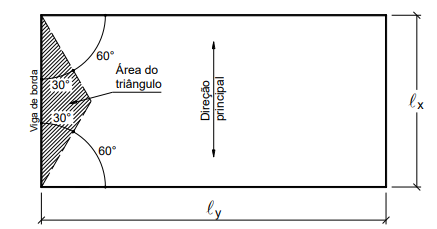 60°
Área do
triângulo
30°
Viga de borda
30°
60°
Direção
principal
ℓx
ℓy